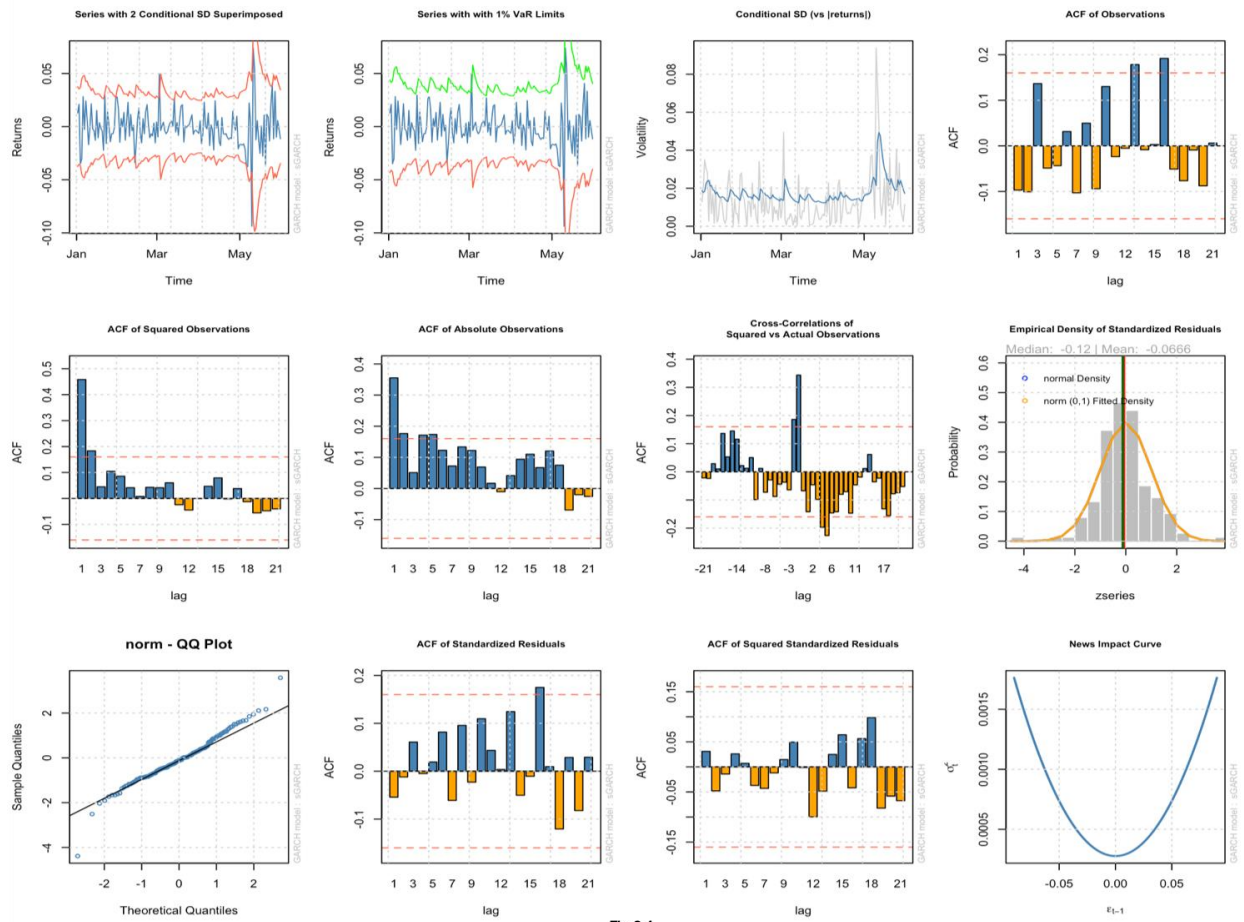 Series with 2 Conditional SD Superimposed
Returns
-0.10 -0.05 0.00 0.05
Jan Mar May
Time
GARCH model : sGARCH
Series with with 1% VaR Limits
Returns
-0.10 -0.05 0.00 0.05
Jan Mar May
Time
GARCH model : sGARCH
Conditional SD (vs |returns|)
Volatility
0.00 0.02 0.04 0.06 0.08
Jan Mar May
Time
GARCH model : sGARCH
ACF of Observations
ACF
-0.1 0.0 0.1 0.2
1 3 5 7 9 12 15 18 21
lag
GARCH model : sGARCH
ACF of Squared Observations
ACF
-0.1 0.0 0.1 0.2 0.3 0.4 0.5
1 3 5 7 9 12 15 18 21
lag
GARCH model : sGARCH
ACF of Absolute Observations
ACF
-0.1 0.0 0.1 0.2 0.3 0.4
1 3 5 7 9 12 15 18 21
lag
GARCH model : sGARCH
Cross-Correlations of
Squared vs Actual Observations
ACF
-0.2 -0.1 0.0 0.1 0.2 0.3 0.4
-21 -14 -8 -3 2 6 11 17
lag
GARCH model : sGARCH
Empirical Density of Standardized Residuals
Median: -0.12 | Mean: -0.0666
normal Density
norm (0,1) Fitted Density
Probability
0.0 0.1 0.2 0.3 0.4 0.5 0.6
-4 -2 0 2
zseries
GARCH model : sGARCH
norm - QQ Plot
Sample Quantiles
-4 -2 0 2
-2 -1 0 1 2
Theoretical Quantiles
GARCH model : sGARCH
ACF of Standardized Residuals
ACF
-0.1 0.0 0.1 0.2
1 3 5 7 9 12 15 18 21
lag
GARCH model : sGARCH
ACF of Squared Standardized Residuals
ACF
-0.15 -0.05 0.05 0.15
1 3 5 7 9 12 15 18 21
lag
GARCH model : sGARCH
News Impact Curve
0.0005 0.0010 0.0015
-0.05 0.00 0.05
εt−1
GARCH model : sGARCH